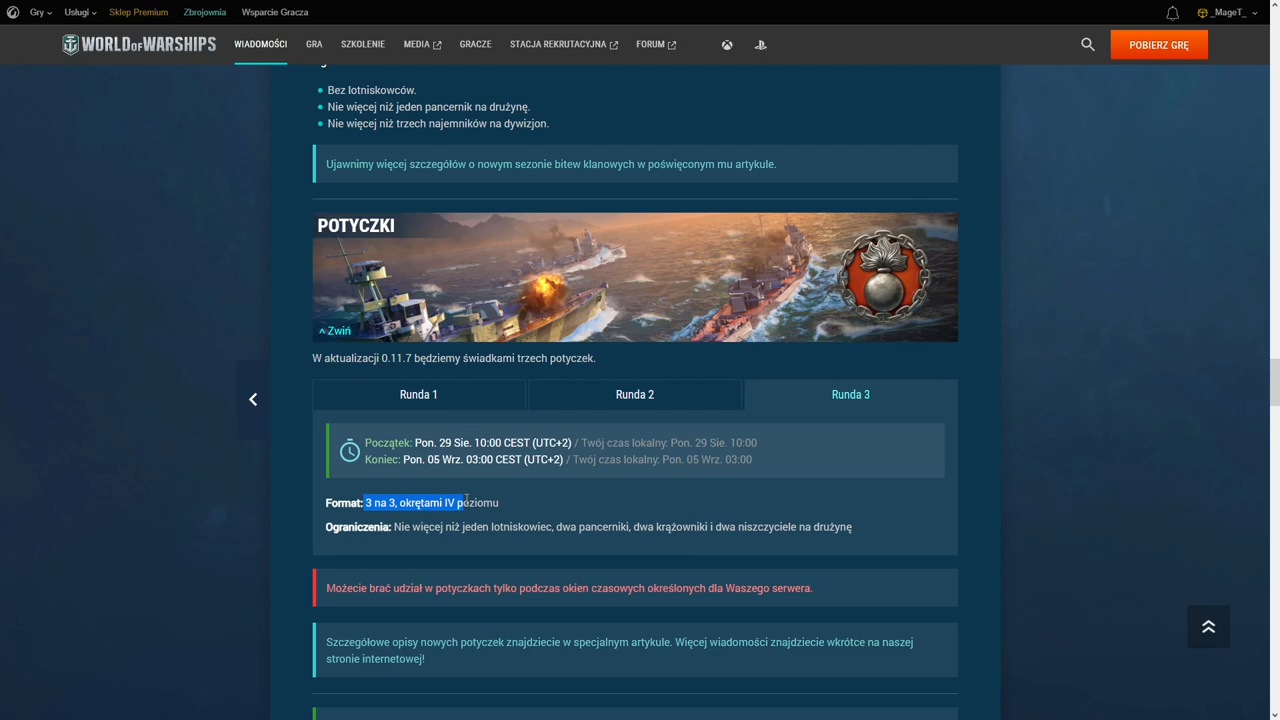 Gry Usługi Sklep Premium Zbrojownia Wsparcie Gracza _MageT_
WORLD OF WARSHIPS WIADOMOŚCI GRA SZKOLENIE MEDIA GRACZE STACJA REKRUTACYJNA FORUM POBIERZ GRĘ
Bez lotniskowców.
Nie więcej niż jeden pancernik na drużynę.
Nie więcej niż trzech najemników na dywizjon.
Ujawnimy więcej szczegółów o nowym sezonie bitew klanowych w poświęconym mu artykule.
POTYCZKI
^ Zwiń
W aktualizacji 0.11.7 będziemy świadkami trzech potyczek.
Runda 1 Runda 2 Runda 3
Początek: Pon. 29 Sie. 10:00 CEST (UTC+2) / Twój czas lokalny: Pon. 29 Sie. 10:00
Koniec: Pon. 05 Wrz. 03:00 CEST (UTC+2) / Twój czas lokalny: Pon. 05 Wrz. 03:00
Format: 3 na 3, okrętami IV poziomu
Ograniczenia: Nie więcej niż jeden lotniskowiec, dwa pancerniki, dwa krążowniki i dwa niszczyciele na drużynę
Możecie brać udział w potyczkach tylko podczas okien czasowych określonych dla Waszego serwera.
Szczegółowe opisy nowych potyczek znajdziecie w specjalnym artykule. Więcej wiadomości znajdziecie wkrótce na naszej
stronie internetowej!